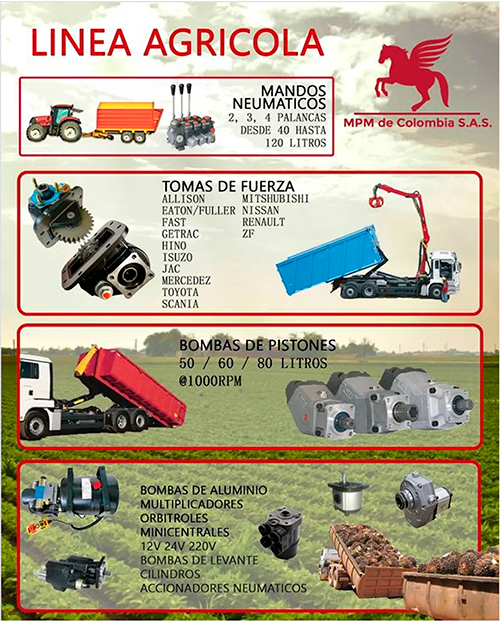 LINEA AGRICOLA
MPM de Colombia S.A.S.
MANDOS
NEUMATICOS
2, 3, 4 PALANCAS
DESDE 40 HASTA
120 LITROS
TOMAS DE FUERZA
ALLISON MITSHUBISHI
EATON/FULLER NISSAN
FAST RENAULT
GETRAC ZF
HINO
ISUZO
JAC
MERCEDEZ
TOYOTA
SCANIA
BOMBAS DE PISTONES
50 / 60 / 80 LITROS
@1000RPM
BOMBAS DE ALUMINIO
MULTIPLICADORES
ORBITROLES
MINICENTRALES
12V 24V 220V
BOMBAS DE LEVANTE
CILINDROS
ACCIONADORES NEUMATICOS